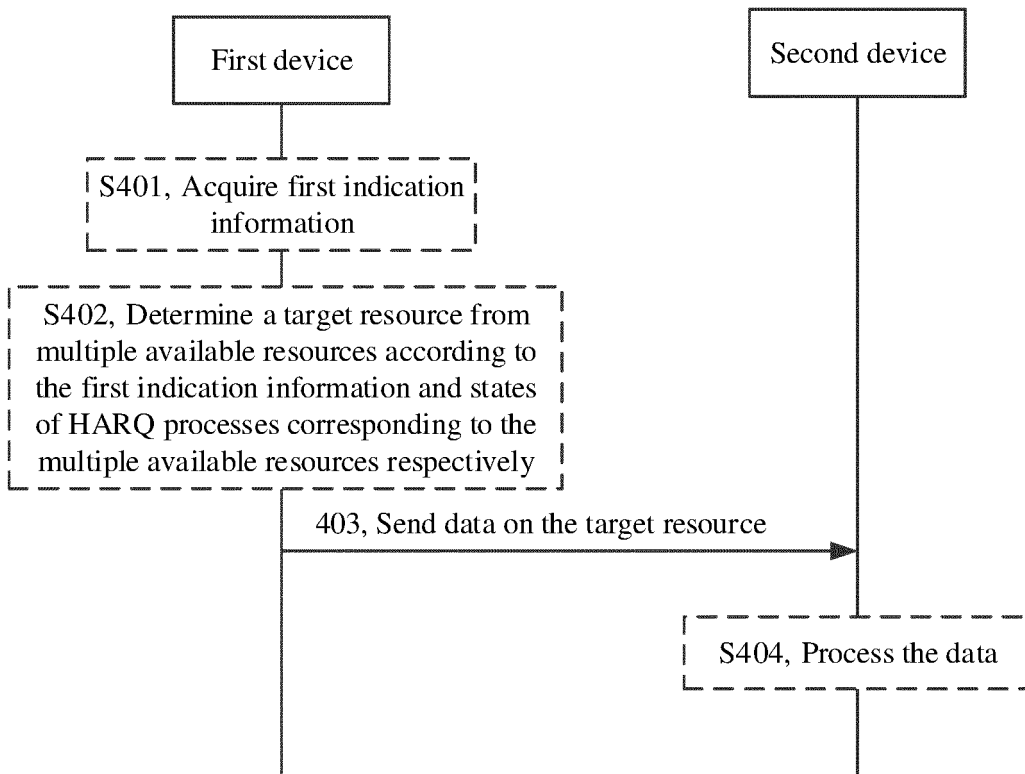 First device
Second device
S401, Acquire first indication
information
S402, Determine a target resource from
multiple available resources according to
the first indication information and states
of HARQ processes corresponding to the
multiple available resources respectively
403, Send data on the target resource
S404, Process the data